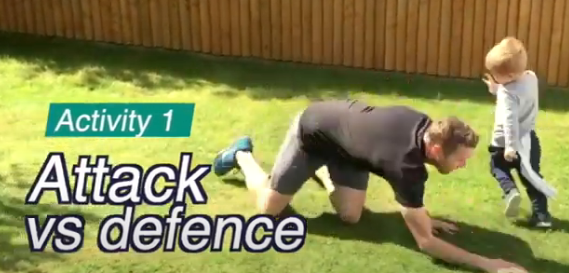 Activity 1
Attack
vs defence